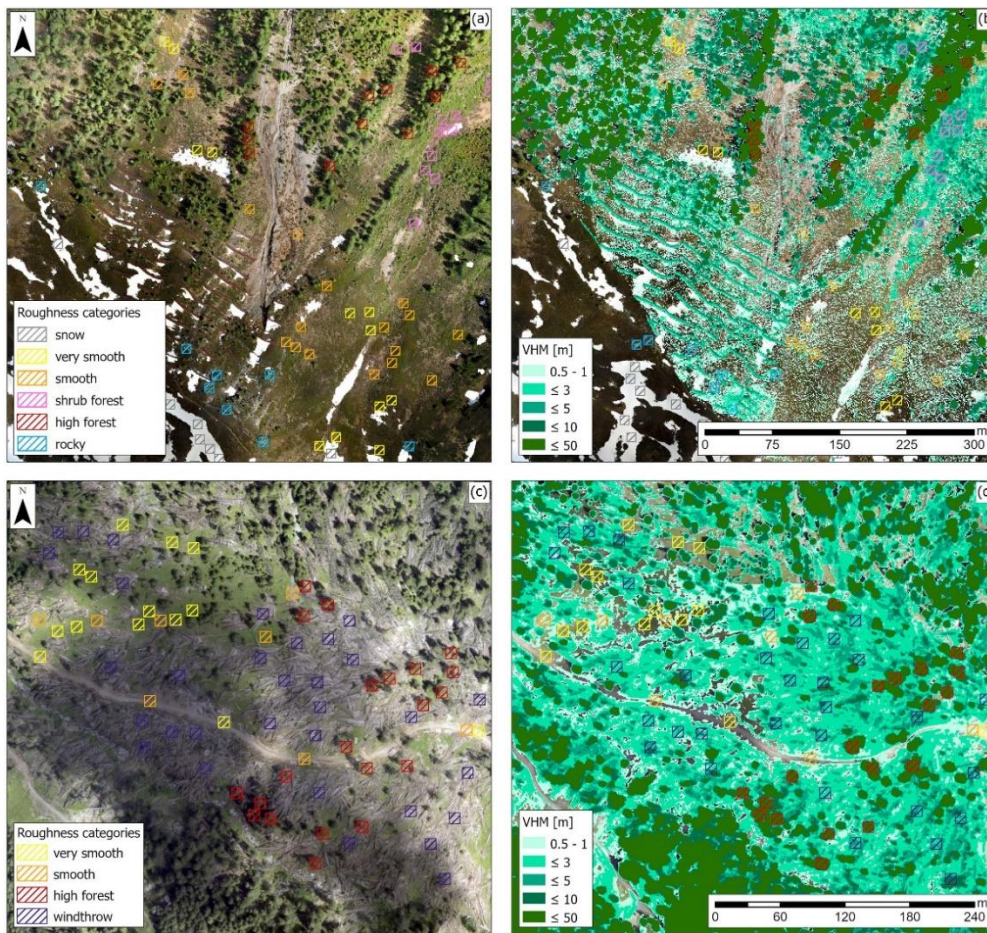 N
(a)
Roughness categories
snow
very smooth
smooth
shrub forest
high forest
rocky
(b)
VHM [m]
0.5 - 1
≤ 3
≤ 5
≤ 10
≤ 50
m
0 75 150 225 300
N
(c)
Roughness categories
very smooth
smooth
high forest
windthrow
(d)
VHM [m]
0.5 - 1
≤ 3
≤ 5
≤ 10
≤ 50
m
0 30 60 120 180 240